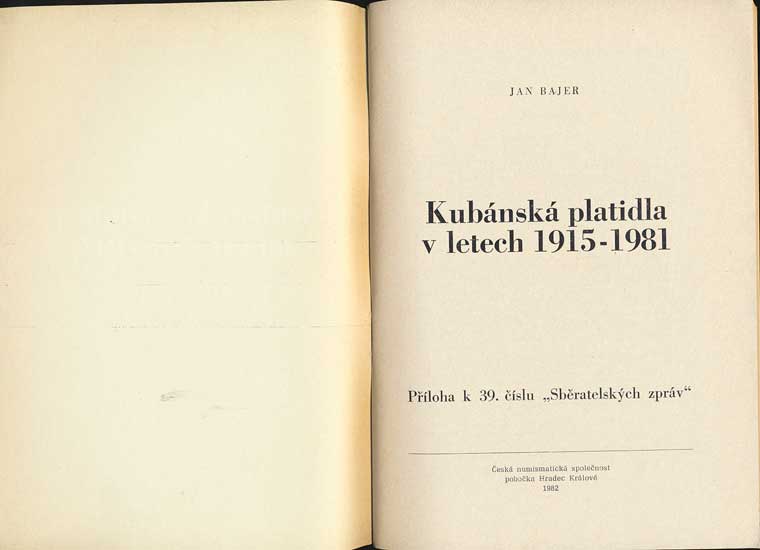 JAN BAJER
Kubánská platidla
v letech 1915-1981
Příloha k 39. číslu „Sběratelských zpráv“
Česká numismatická společnost
pobočka Hradec Králové
1982